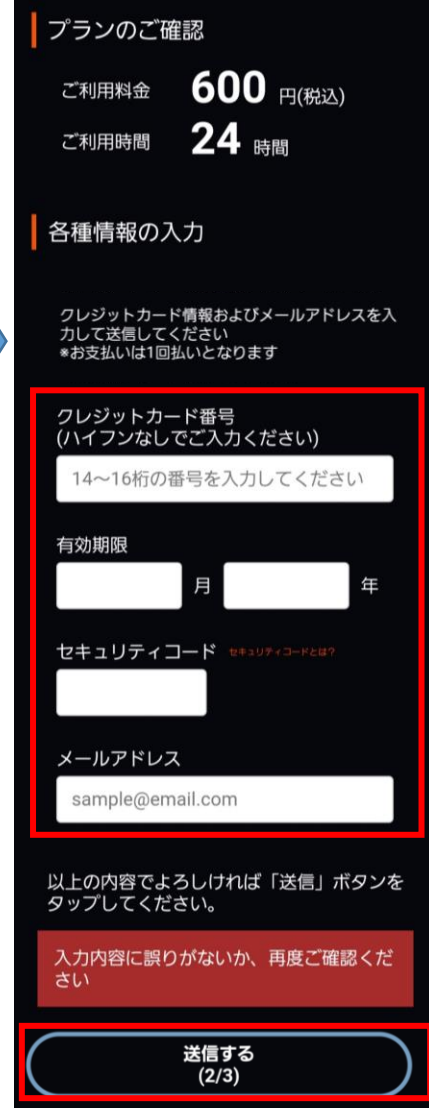 プランのご確認
ご利用料金 600 円(税込)
ご利用時間 24 時間
各種情報の入力
クレジットカード情報およびメールアドレスを入
力して送信してください
※お支払いは1回払いとなります
クレジットカード番号
(ハイフンなしでご入力ください)
14〜16桁の番号を入力してください
有効期限
月 年
セキュリティコード セキュリティコードとは?
メールアドレス
sample@email.com
以上の内容でよろしければ「送信」ボタンを
タップしてください。
入力内容に誤りがないか、再度ご確認くだ
さい
送信する
(2/3)